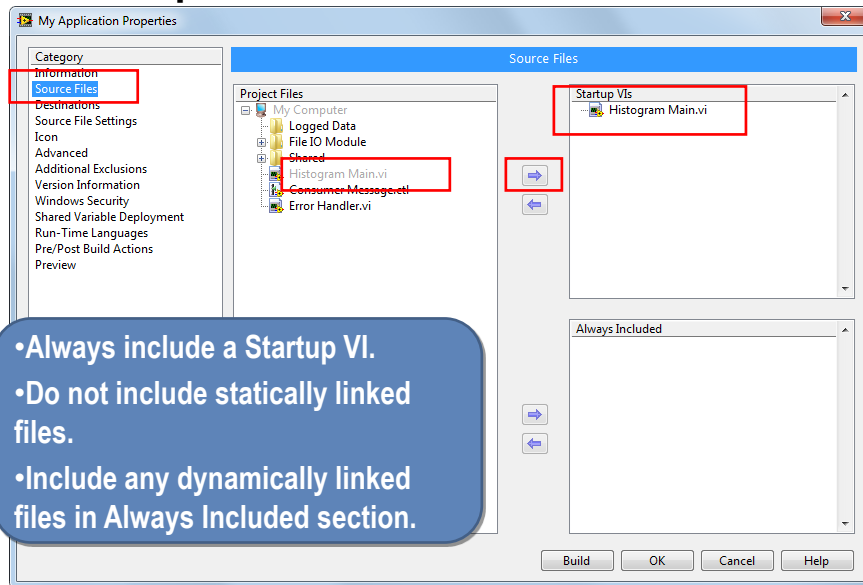 My Application Properties
Category
Information
Source Files
Destinations
Source File Settings
Icon
Advanced
Additional Exclusions
Version Information
Windows Security
Shared Variable Deployment
Run-Time Languages
Pre/Post Build Actions
Preview
Source Files
Project Files
My Computer
Logged Data
File IO Module
Shared
Histogram Main.vi
Consumer Message.ctl
Error Handler.vi
Startup VIs
Histogram Main.vi
Always Included
•Always include a Startup VI.
•Do not include statically linked
files.
•Include any dynamically linked
files in Always Included section.
Build
OK
Cancel
Help